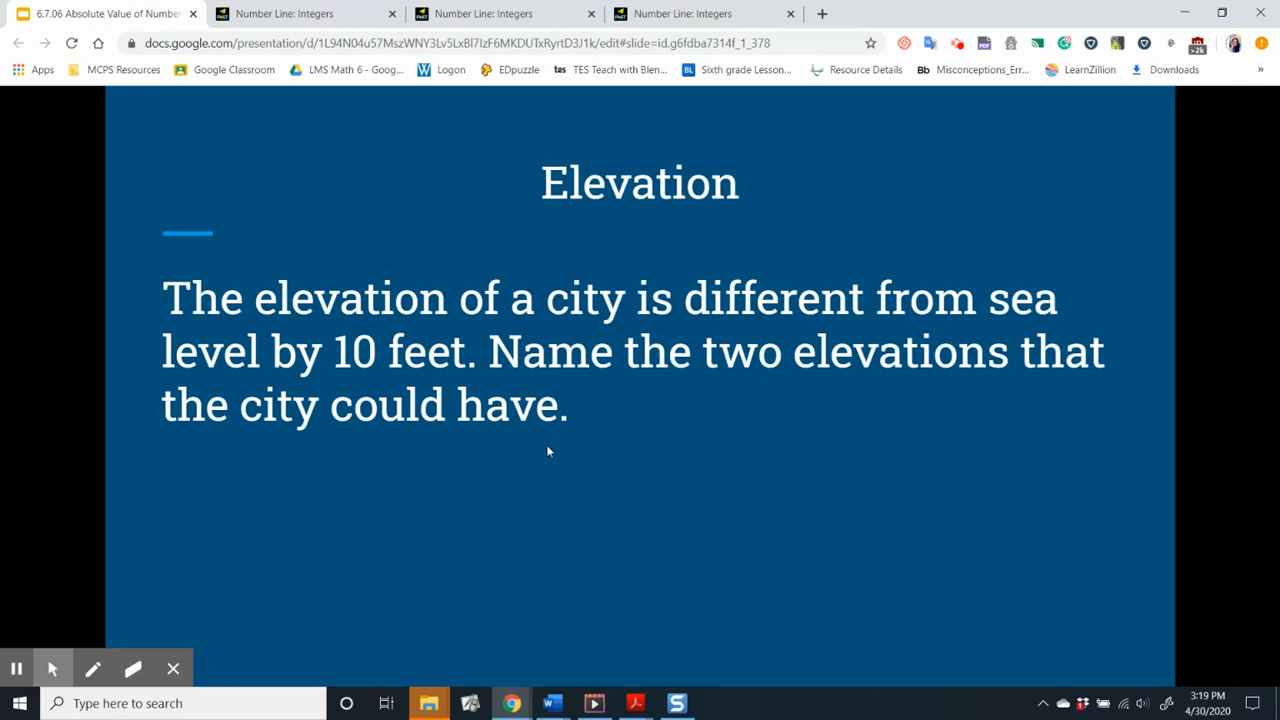 6.7.06 Absolute Value of Number
Number Line: Integers
Number Line: Integers
Number Line: Integers
docs.google.com/presentation/d/1L94N04u57MszWNY3Lv5LxBl7IzF6MKDUTxRyrtD3J1k/edit#slide=id.g6fdba7314f_1_378
Apps
MCPS Resources
Google Classroom
LMS Math 6 - Goog...
Logon
EDpuzzle
TES Teach with Blen...
BL Sixth grade Lesson...
Resource Details
Bb Misconceptions_Err...
LearnZillion
Downloads
Elevation
The elevation of a city is different from sea
level by 10 feet. Name the two elevations that
the city could have.
Type here to search
3:19 PM
4/30/2020